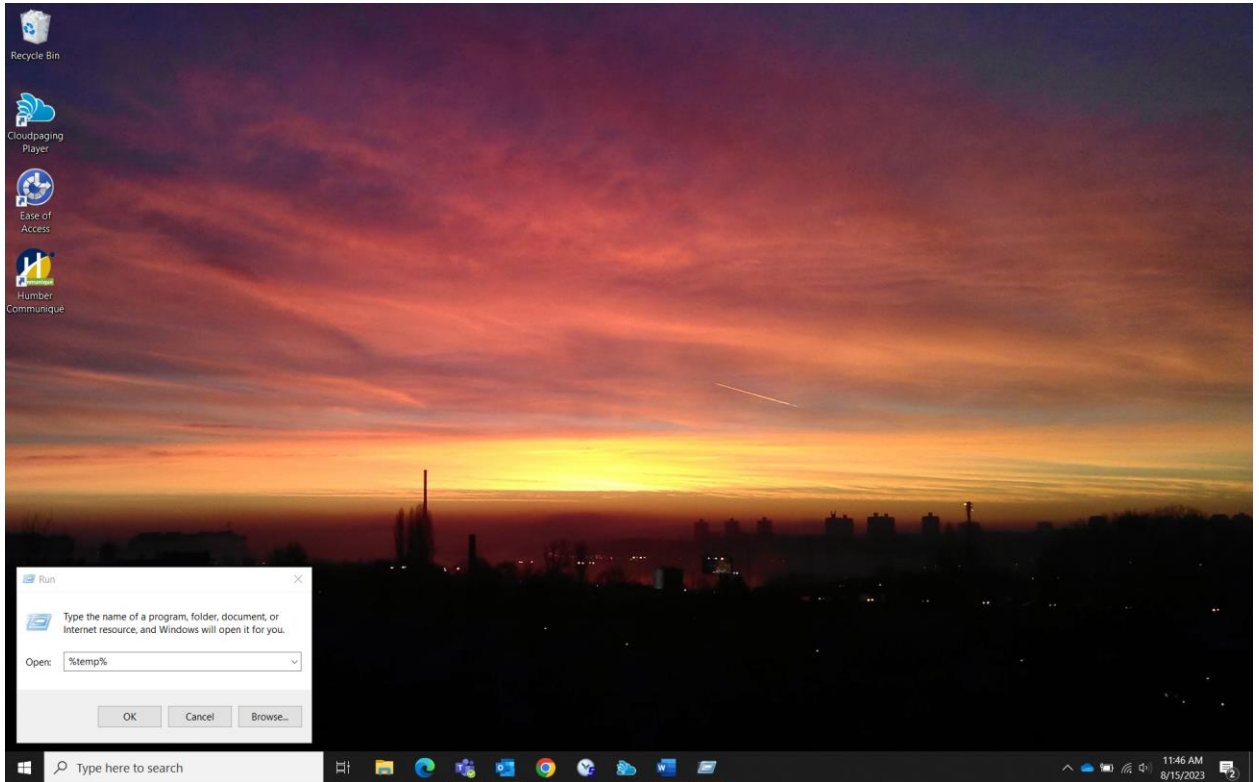 Recycle Bin
Cloudpaging
Player
Ease of
Access
Humber
Communiqué
Run
Type the name of a program, folder, document, or
Internet resource, and Windows will open it for you.
Open:
%temp%
OK
Cancel
Browse...
Type here to search
11:46 AM
8/15/2023
2